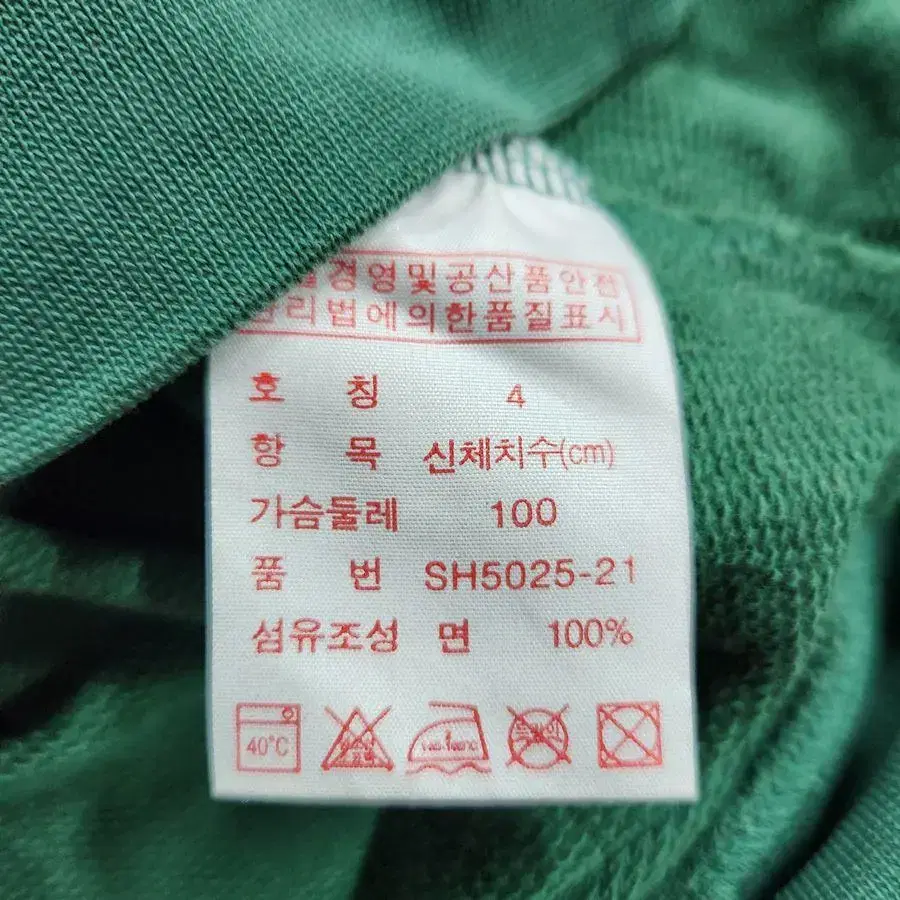 경영및공산품안전
관리법에의한품질표시
호 칭 4
항 목 신체치수(cm)
가슴둘레 100
품 번 SH5025-21
섬유조성 면 100%
40°C